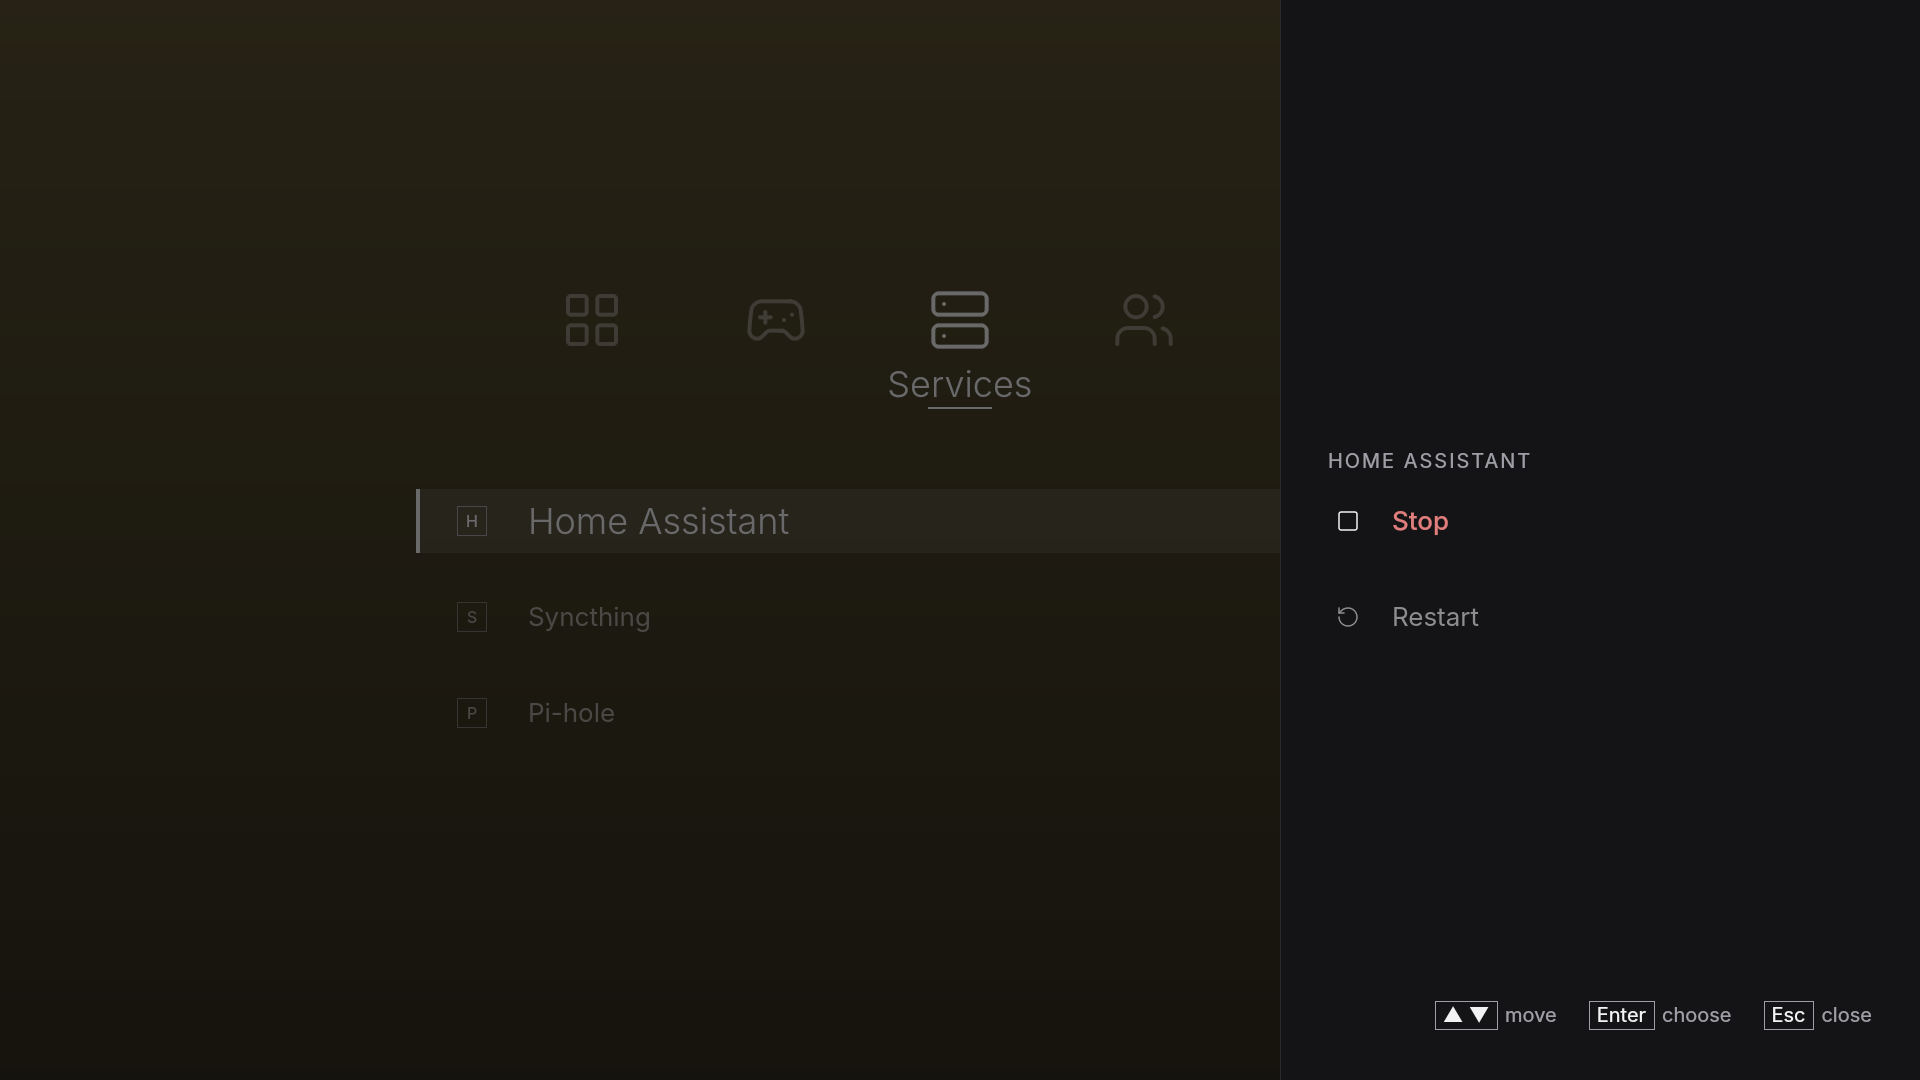 Services
H Home Assistant
S Syncthing
P Pi-hole
HOME ASSISTANT
Stop
Restart
▲▼ move Enter choose Esc close